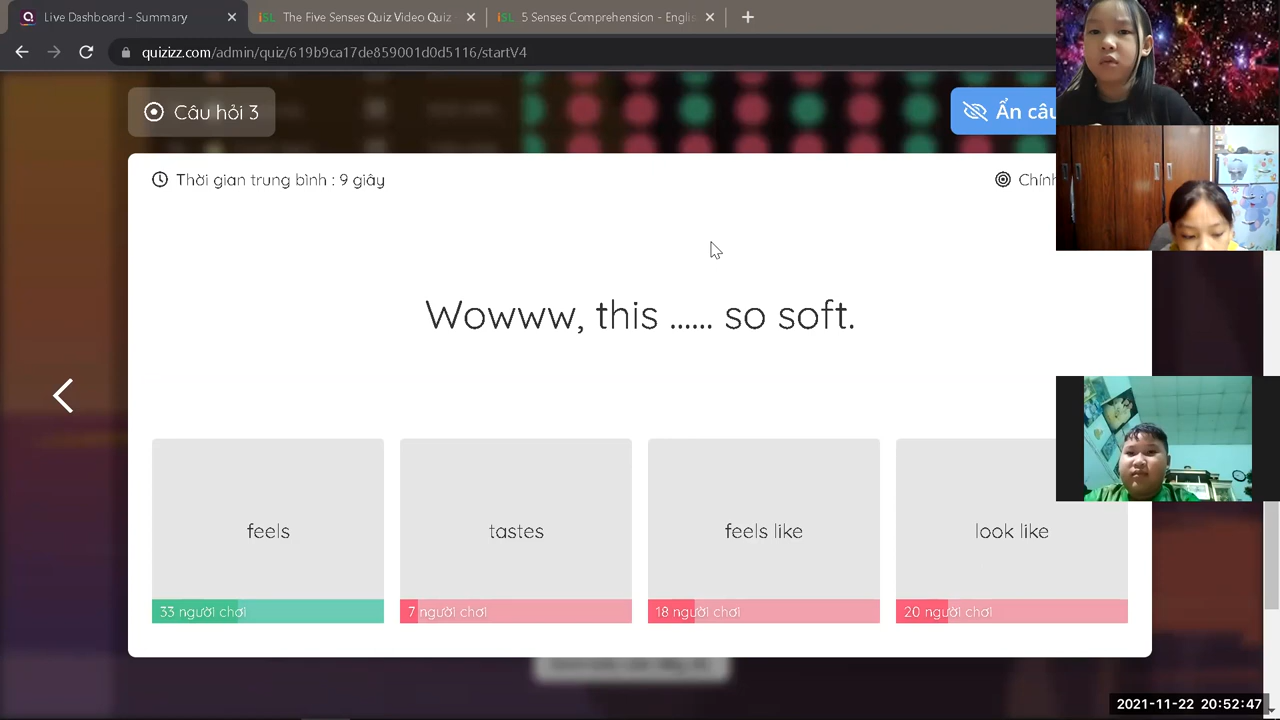 Live Dashboard - Summary
iSL The Five Senses Quiz Video Quiz
iSL 5 Senses Comprehension - Englis
quizizz.com/admin/quiz/619b9ca17de859001d0d5116/startV4
Câu hỏi 3
Ẩn câu
Thời gian trung bình : 9 giây
Chính
Wowww, this ...... so soft.
feels
tastes
feels like
look like
33 người chơi
7 người chơi
18 người chơi
20 người chơi
2021-11-22 20:52:47